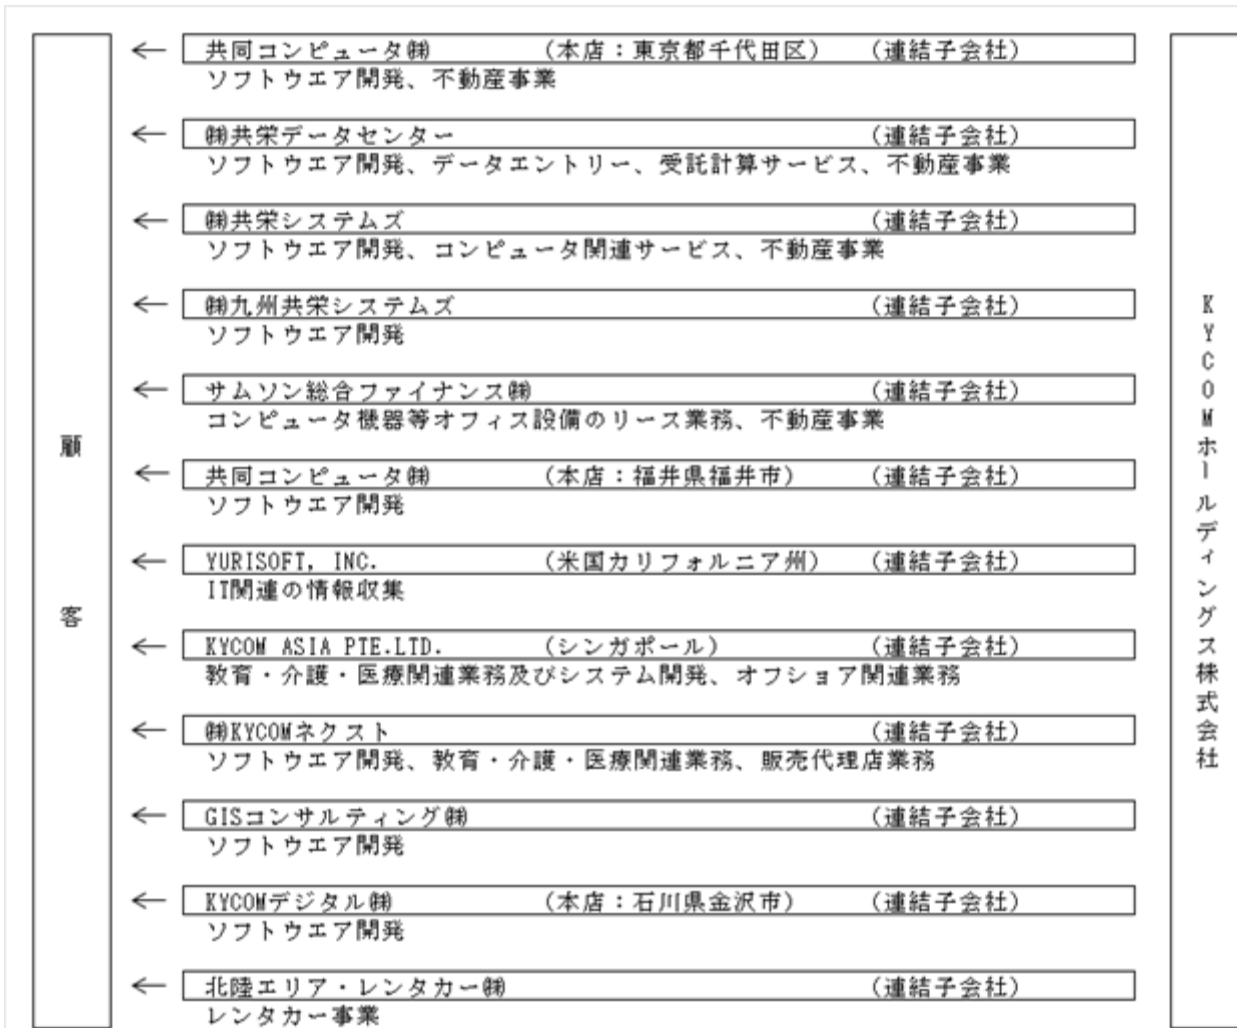 共同コンピュータ㈱ (本店：東京都千代田区) (連結子会社)
ソフトウエア開発、不動産事業
㈱共栄データセンター (連結子会社)
ソフトウエア開発、データエントリー、受託計算サービス、不動産事業
㈱共栄システムズ (連結子会社)
ソフトウエア開発、コンピュータ関連サービス、不動産事業
㈱九州共栄システムズ (連結子会社)
ソフトウエア開発
サムソン総合ファイナンス㈱ (連結子会社)
コンピュータ機器等オフィス設備のリース業務、不動産事業
共同コンピュータ㈱ (本店：福井県福井市) (連結子会社)
ソフトウエア開発
YURISOFT, INC. (米国カリフォルニア州) (連結子会社)
IT関連の情報収集
KYCOM ASIA PTE.LTD. (シンガポール) (連結子会社)
教育・介護・医療関連業務及びシステム開発、オフショア関連業務
㈱KYCOMネクスト (連結子会社)
ソフトウエア開発、教育・介護・医療関連業務、販売代理店業務
GISコンサルティング㈱ (連結子会社)
ソフトウエア開発
KYCOMデジタル㈱ (本店：石川県金沢市) (連結子会社)
ソフトウエア開発
北陸エリア・レンタカー㈱ (連結子会社)
レンタカー事業
顧客
KYCOMホールディングス株式会社